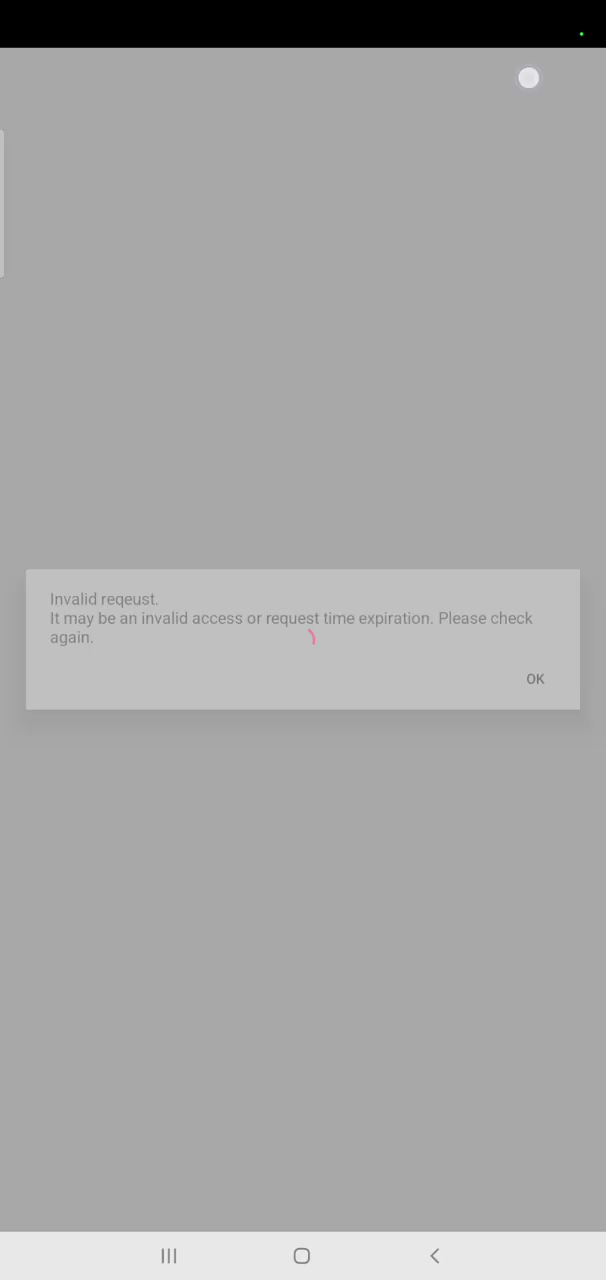 Invalid reqeust.
It may be an invalid access or request time expiration. Please check
again.
OK